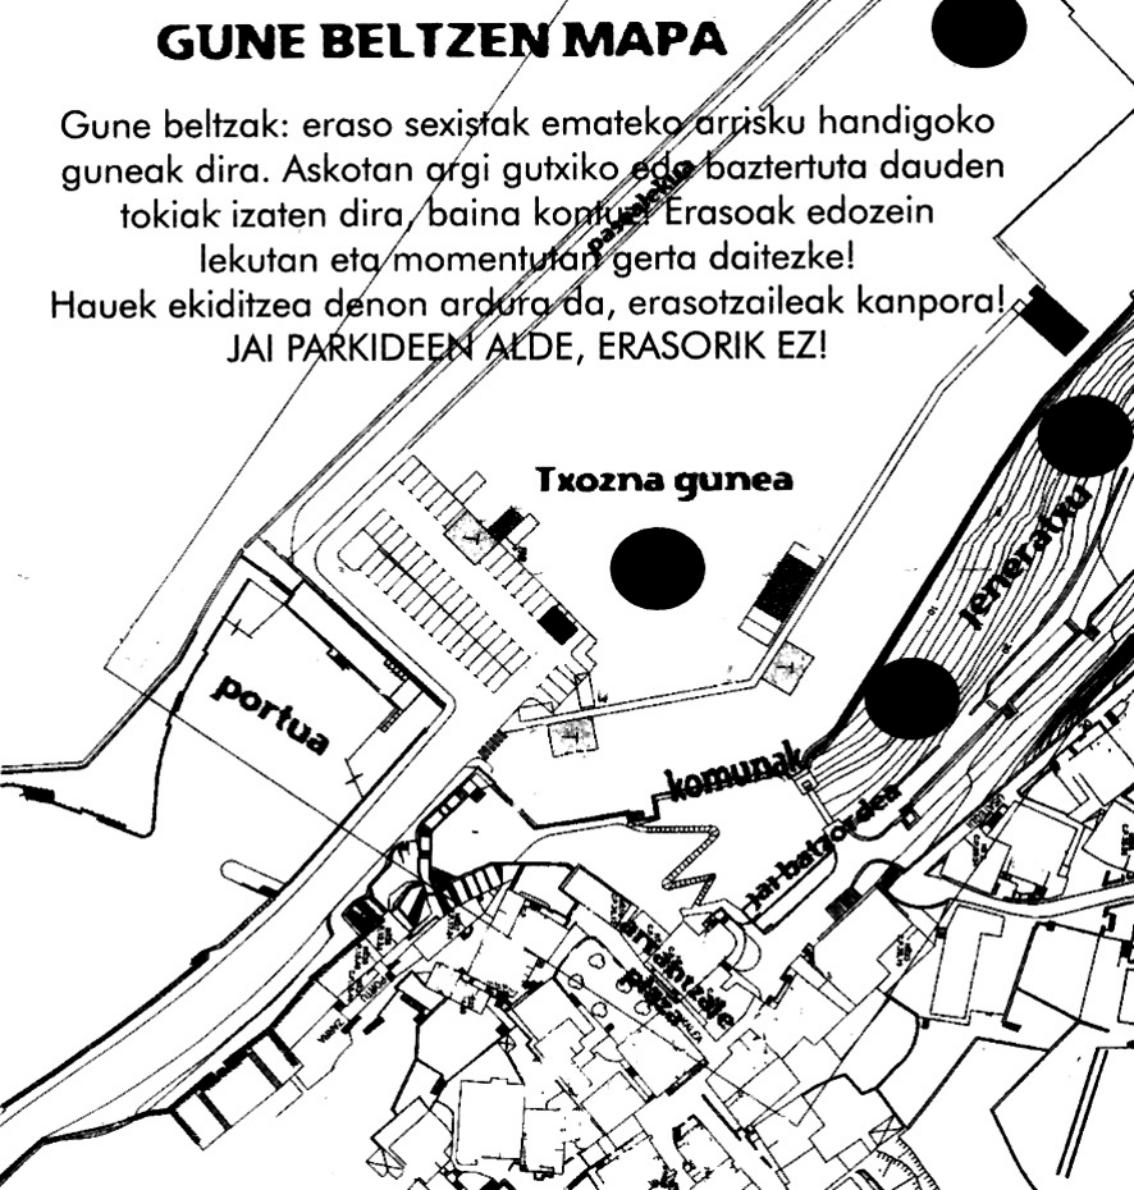 GUNE BELTZEN MAPA
Gune beltzak: eraso sexistak emateko arrisku handigoko
guneak dira. Askotan argi gutxiko edo baztertuta dauden
tokiak izaten dira, baina kontuz! Erasoak edozein
lekutan eta momentutan gerta daitezke!
Hauek ekiditzea denon ardura da, erasotzaileak kanpora!
JAI PARKIDEEN ALDE, ERASORIK EZ!
pasealekua
Txozna gunea
jeneratxu
portua
komunak
jai batzordea
arrantzale
plaza